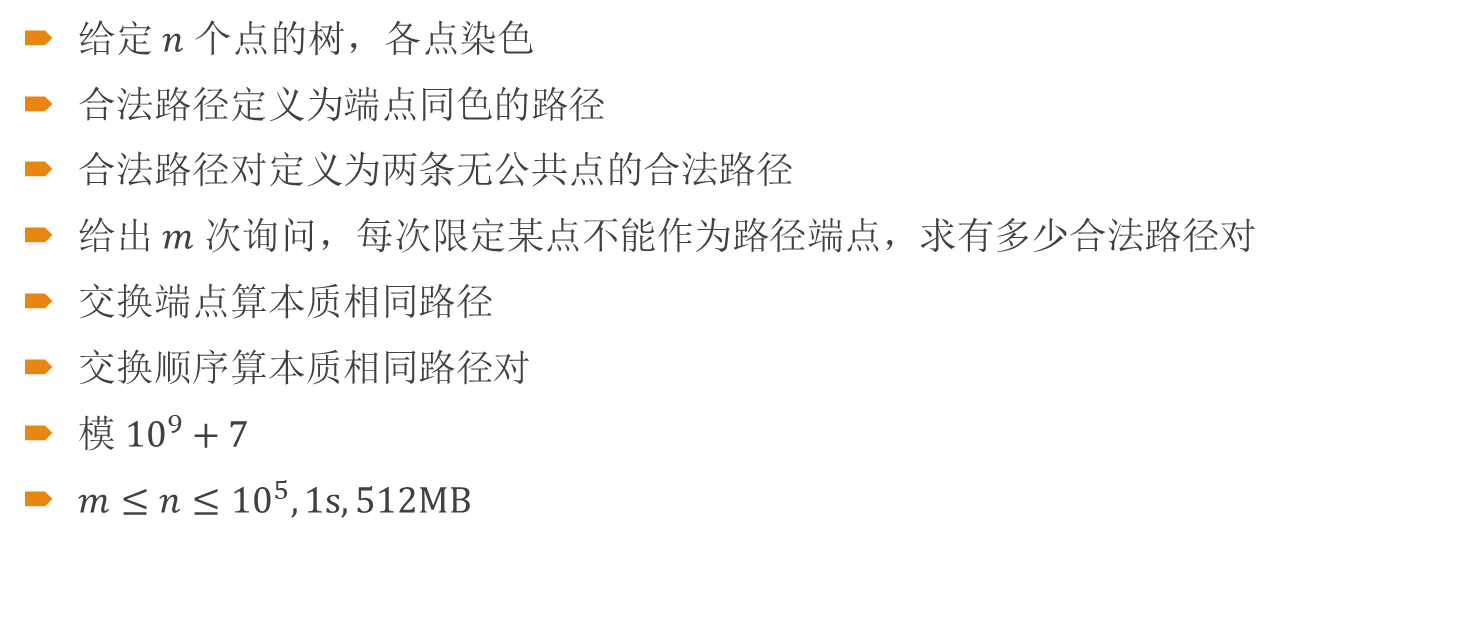 给定 n 个点的树，各点染色
合法路径定义为端点同色的路径
合法路径对定义为两条无公共点的合法路径
给出 m 次询问，每次限定某点不能作为路径端点，求有多少合法路径对
交换端点算本质相同路径
交换顺序算本质相同路径对
模 10⁹ + 7
m ≤ n ≤ 10⁵, 1s, 512MB